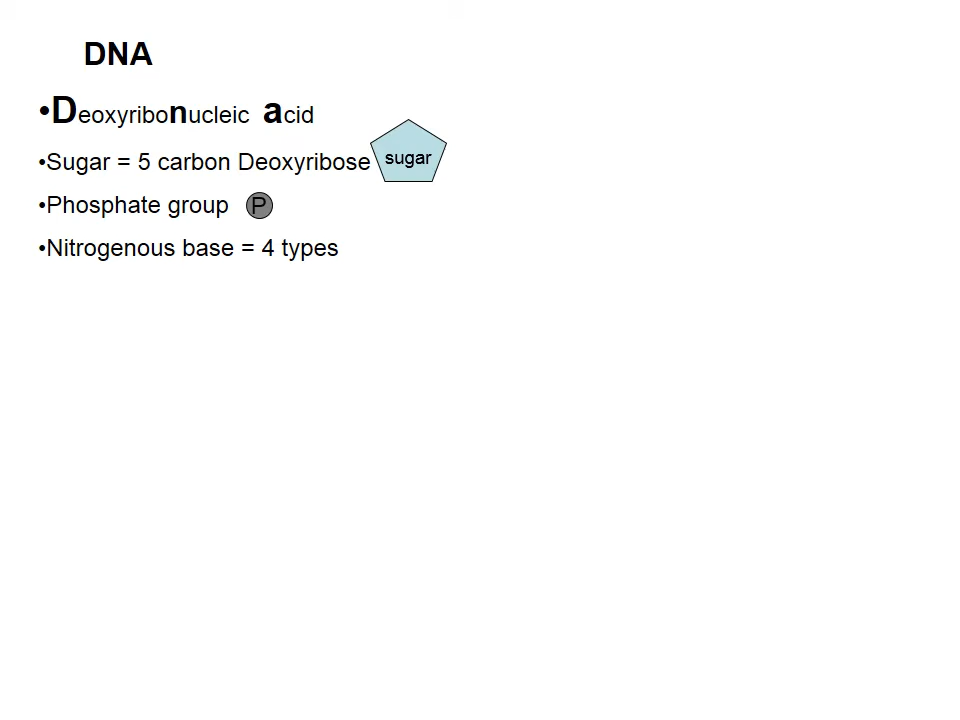 DNA
•Deoxyribonucleic acid
•Sugar = 5 carbon Deoxyribose
sugar
•Phosphate group P
•Nitrogenous base = 4 types